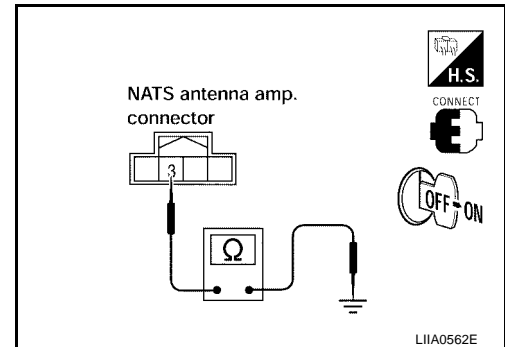 H.S.
NATS antenna amp.
connector
CONNECT
3
OFF ON
Ω
LIIA0562E